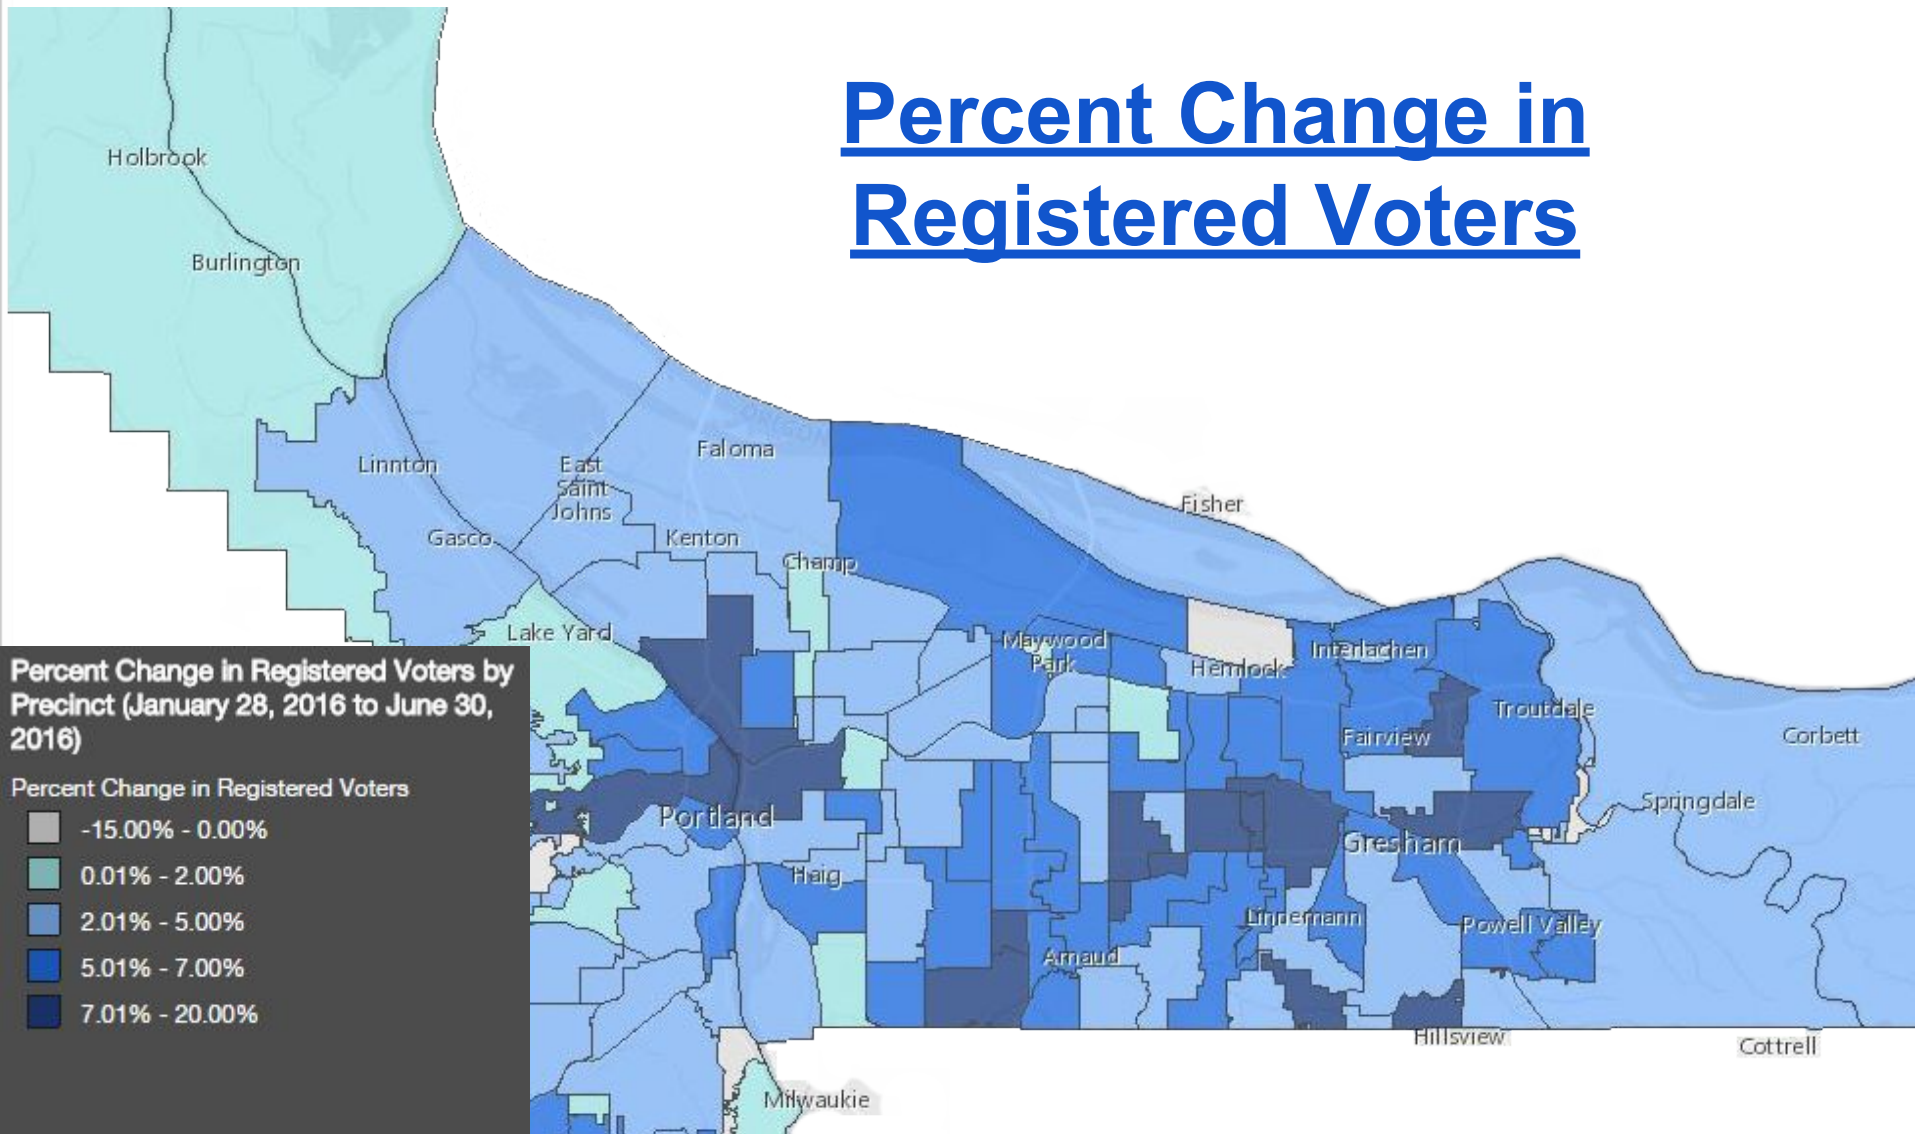 Percent Change in
Registered Voters
Holbrook
Burlington
OREGON
Faloma
Linnton
East
Saint
Johns
Fisher
Gasco
Kenton
Champ
Lake Yard
Maywood
Park
Interlachen
Hemlock
Troutdale
Fairview
Corbett
Springdale
Portland
Gresham
Haig
Linnemann
Powell Valley
Arnaud
Hillsview
Cottrell
Milwaukie
Percent Change in Registered Voters by
Precinct (January 28, 2016 to June 30,
2016)
Percent Change in Registered Voters
-15.00% - 0.00%
0.01% - 2.00%
2.01% - 5.00%
5.01% - 7.00%
7.01% - 20.00%